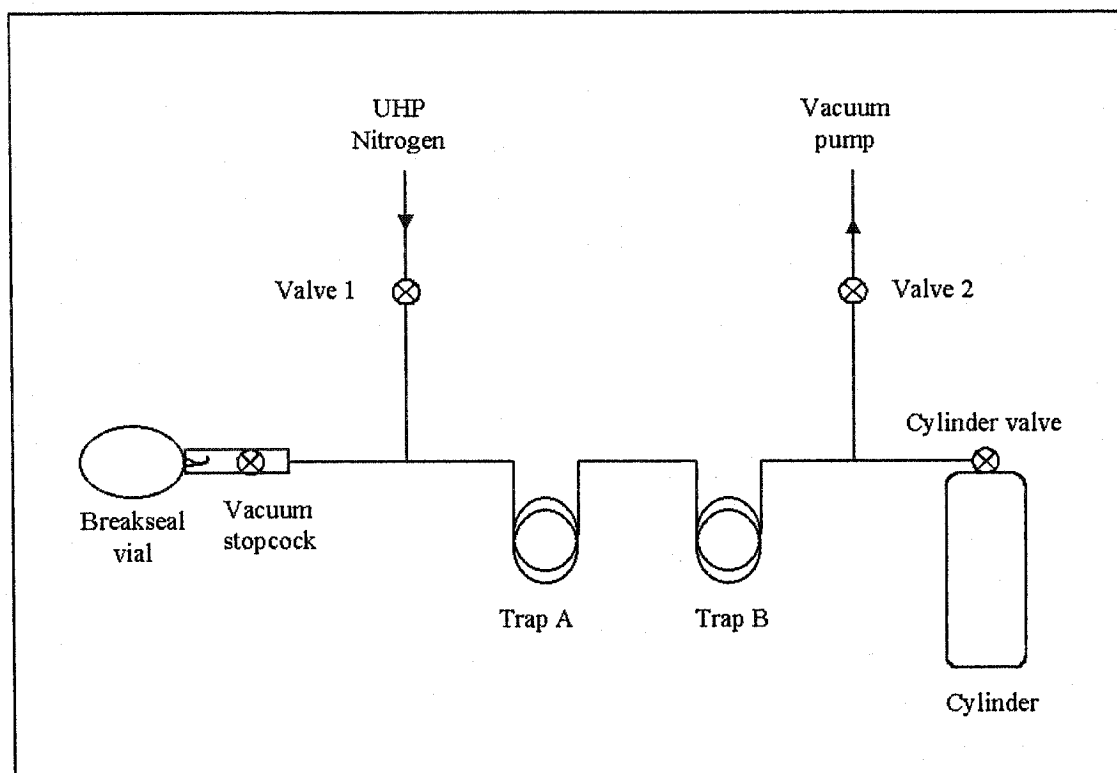 UHP
Nitrogen
Vacuum
pump
Valve 1
Valve 2
Cylinder valve
Breakseal
vial
Vacuum
stopcock
Trap A
Trap B
Cylinder